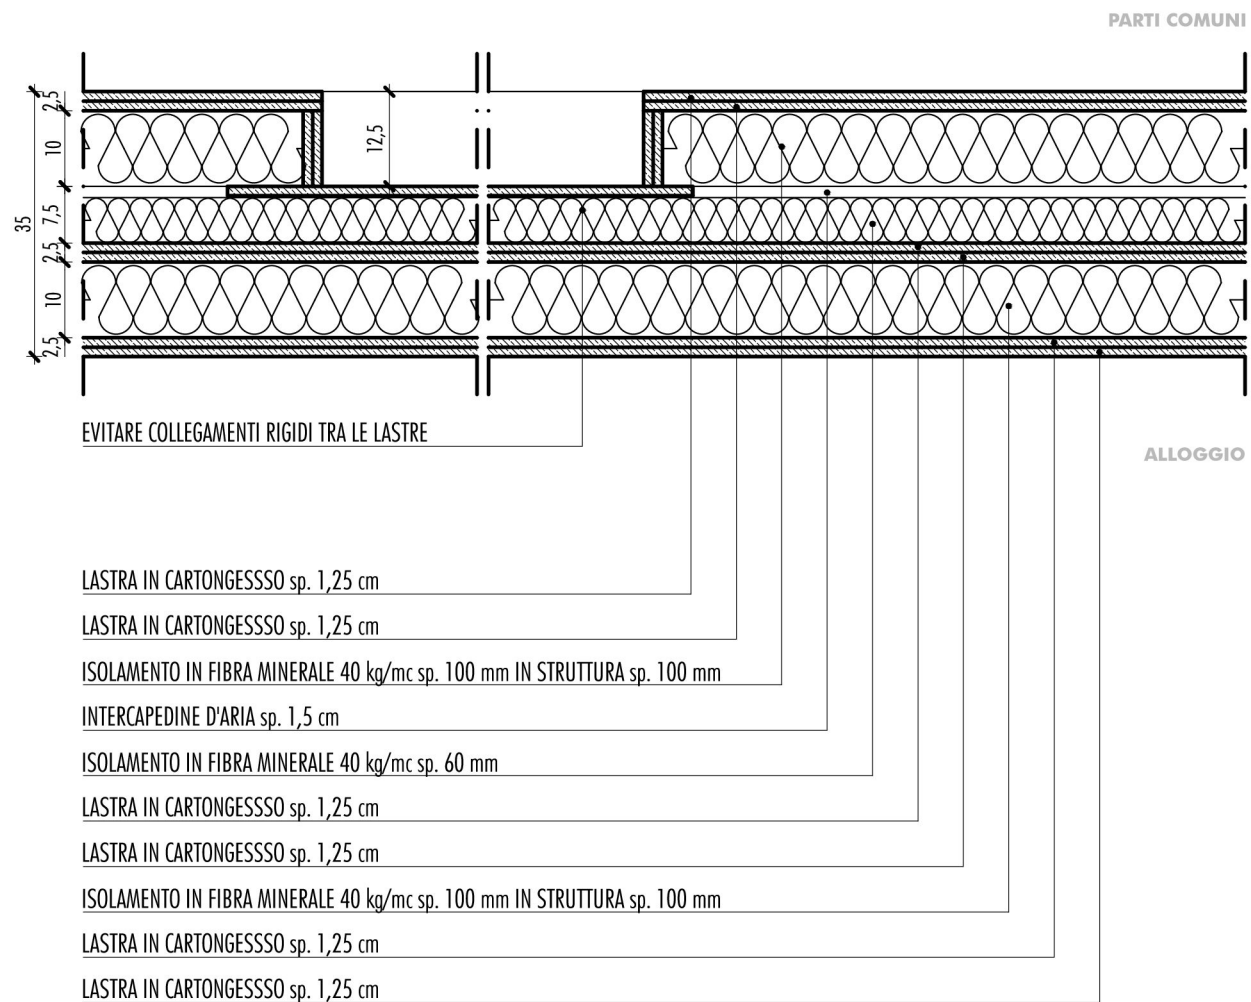 PARTI COMUNI
2,5
10
12,5
35
7,5
2,5
10
2,5
EVITARE COLLEGAMENTI RIGIDI TRA LE LASTRE
ALLOGGIO
LASTRA IN CARTONGESSSO sp. 1,25 cm
LASTRA IN CARTONGESSSO sp. 1,25 cm
ISOLAMENTO IN FIBRA MINERALE 40 kg/mc sp. 100 mm IN STRUTTURA sp. 100 mm
INTERCAPEDINE D'ARIA sp. 1,5 cm
ISOLAMENTO IN FIBRA MINERALE 40 kg/mc sp. 60 mm
LASTRA IN CARTONGESSSO sp. 1,25 cm
LASTRA IN CARTONGESSSO sp. 1,25 cm
ISOLAMENTO IN FIBRA MINERALE 40 kg/mc sp. 100 mm IN STRUTTURA sp. 100 mm
LASTRA IN CARTONGESSSO sp. 1,25 cm
LASTRA IN CARTONGESSSO sp. 1,25 cm